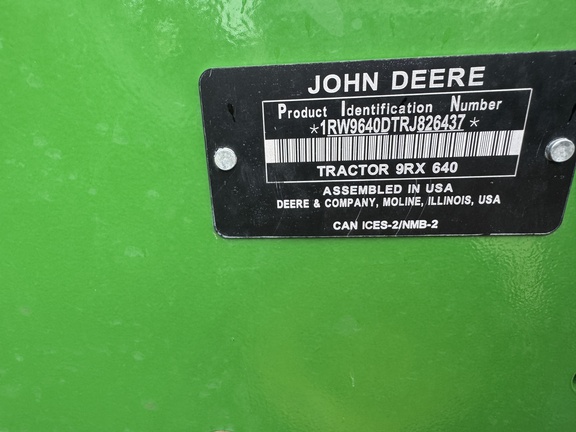 JOHN DEERE
Product Identification Number
*1RW9640DTRJ826437*
TRACTOR 9RX 640
ASSEMBLED IN USA
DEERE & COMPANY, MOLINE, ILLINOIS, USA
CAN ICES-2/NMB-2